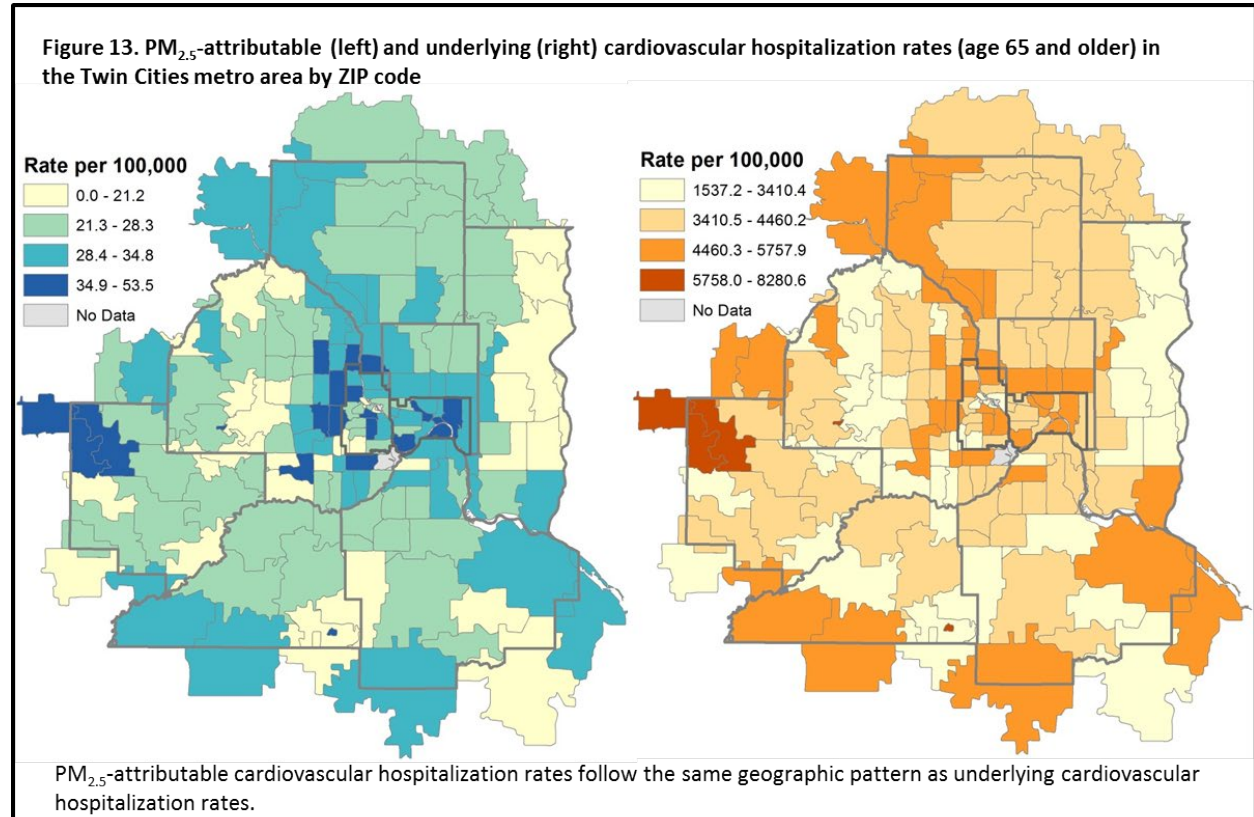 Figure 13. PM2.5-attributable (left) and underlying (right) cardiovascular hospitalization rates (age 65 and older) in
the Twin Cities metro area by ZIP code
Rate per 100,000
0.0 - 21.2
21.3 - 28.3
28.4 - 34.8
34.9 - 53.5
No Data
Rate per 100,000
1537.2 - 3410.4
3410.5 - 4460.2
4460.3 - 5757.9
5758.0 - 8280.6
No Data
PM2.5-attributable cardiovascular hospitalization rates follow the same geographic pattern as underlying cardiovascular
hospitalization rates.